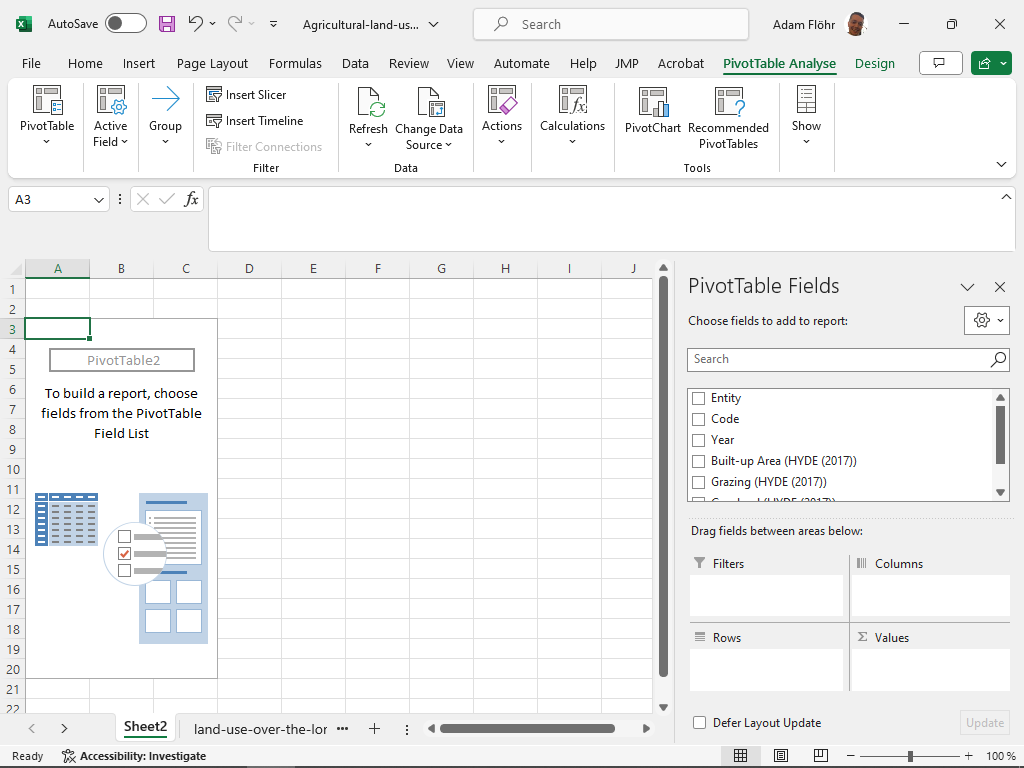 AutoSave
Agricultural-land-us...
Search
Adam Flöhr
File Home Insert Page Layout Formulas Data Review View Automate Help JMP Acrobat PivotTable Analyse Design
PivotTable
Active
Field
Group
Insert Slicer
Insert Timeline
Filter Connections
Filter
Refresh
Change Data
Source
Data
Actions
Calculations
PivotChart
Recommended
PivotTables
Tools
Show
A3
fx
A B C D E F G H I J
1
2
3
4
5
6
7
8
9
10
11
12
13
14
15
16
17
18
19
20
21
22
PivotTable2
To build a report, choose
fields from the PivotTable
Field List
PivotTable Fields
Choose fields to add to report:
Search
Entity
Code
Year
Built-up Area (HYDE (2017))
Grazing (HYDE (2017))
Drag fields between areas below:
Filters
Columns
Rows
Σ Values
Defer Layout Update
Update
Sheet2
land-use-over-the-lor
Ready
Accessibility: Investigate
100 %